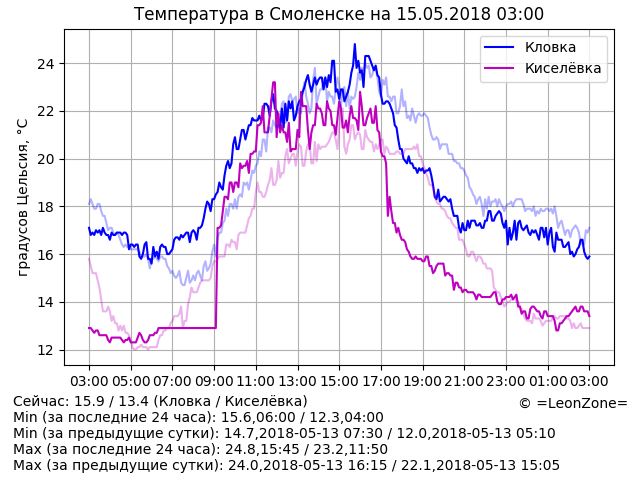 Температура в Смоленске на 15.05.2018 03:00
Кловка
Киселёвка
градусов Цельсия, °C
24
22
20
18
16
14
12
03:00 05:00 07:00 09:00 11:00 13:00 15:00 17:00 19:00 21:00 23:00 01:00 03:00
Сейчас: 15.9 / 13.4 (Кловка / Киселёвка)
© =LeonZone=
Min (за последние 24 часа): 15.6,06:00 / 12.3,04:00
Min (за предыдущие сутки): 14.7,2018-05-13 07:30 / 12.0,2018-05-13 05:10
Max (за последние 24 часа): 24.8,15:45 / 23.2,11:50
Max (за предыдущие сутки): 24.0,2018-05-13 16:15 / 22.1,2018-05-13 15:05